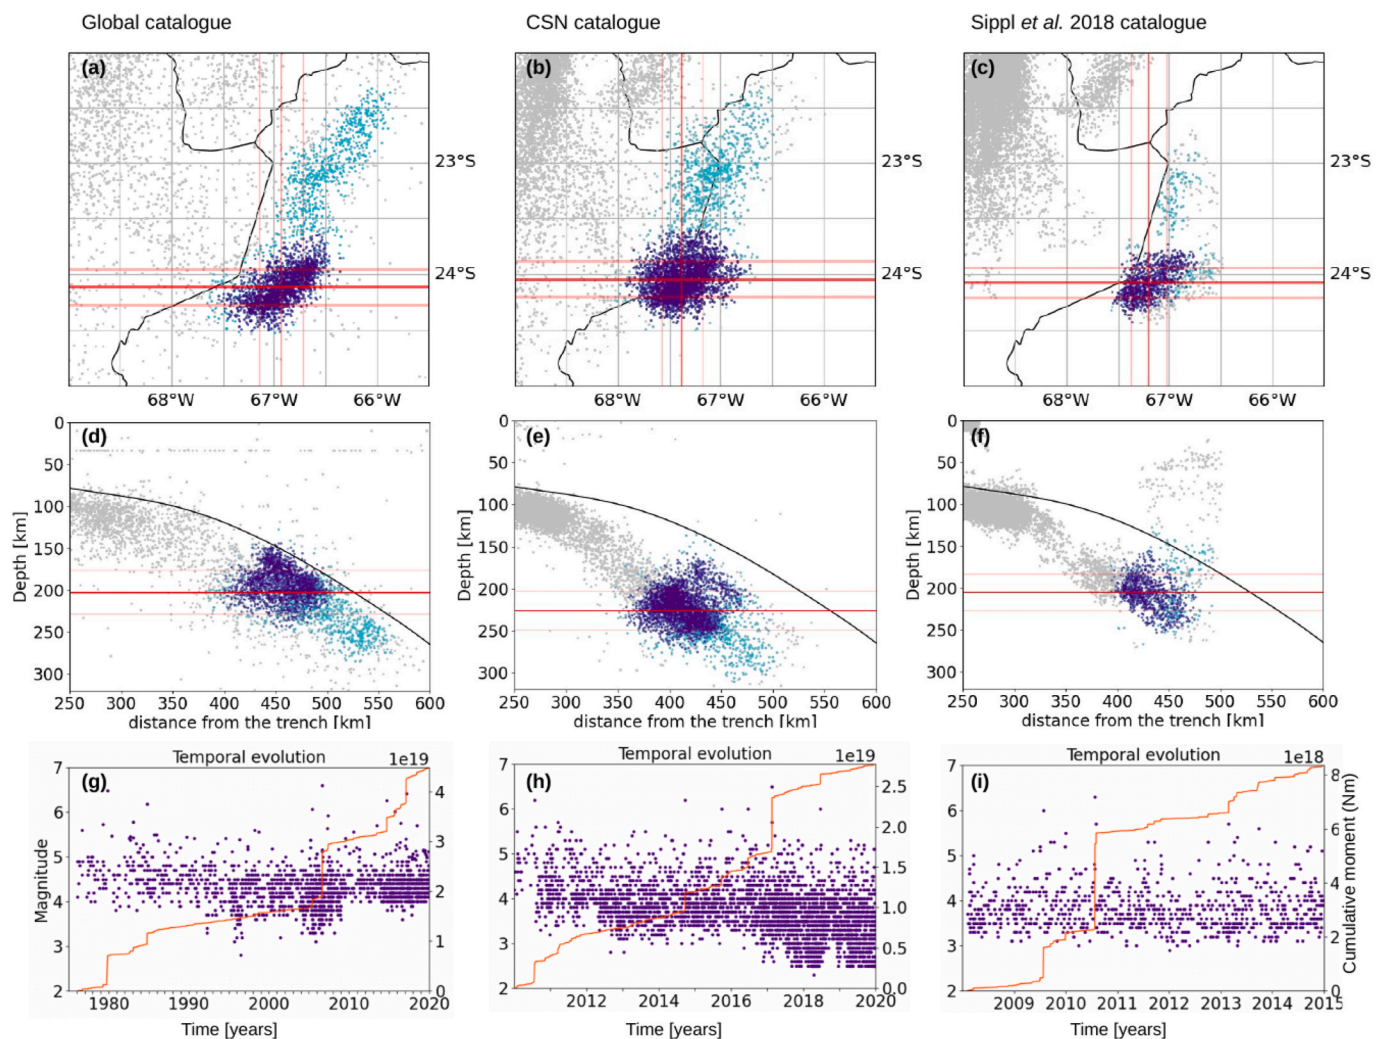 Global catalogue
CSN catalogue
Sippl et al. 2018 catalogue
(a)
(b)
(c)
23°S
23°S
23°S
24°S
24°S
24°S
68°W 67°W 66°W
68°W 67°W 66°W
68°W 67°W 66°W
(d)
(e)
(f)
0
50
100
150
200
250
300
Depth [km]
250 300 350 400 450 500 550 600
distance from the trench [km]
0
50
100
150
200
250
300
Depth [km]
250 300 350 400 450 500 550 600
distance from the trench [km]
0
50
100
150
200
250
300
Depth [km]
250 300 350 400 450 500 550 600
distance from the trench [km]
Temporal evolution
1e19
(g)
7
6
5
4
3
2
Magnitude
4
3
2
1
0
1980 1990 2000 2010 2020
Time [years]
Temporal evolution
1e19
(h)
7
6
5
4
3
2
2.5
2.0
1.5
1.0
0.5
0.0
2012 2014 2016 2018 2020
Time [years]
Temporal evolution
1e18
(i)
7
6
5
4
3
2
8
6
4
2
0
Cumulative moment (Nm)
2009 2010 2011 2012 2013 2014 2015
Time [years]